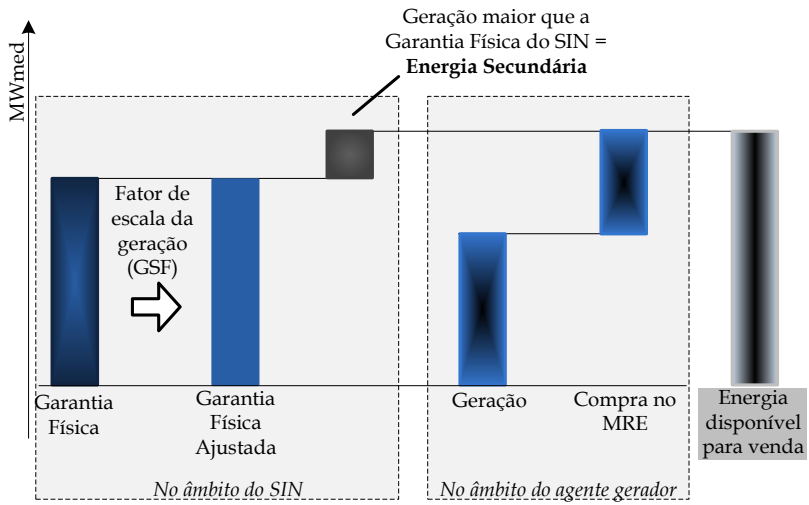 Geração maior que a
Garantia Física do SIN =
Energia Secundária
MWmed
Fator de
escala da
geração
(GSF)
Garantia
Física
Garantia
Física
Ajustada
Geração
Compra no
MRE
Energia
disponível
para venda
No âmbito do SIN
No âmbito do agente gerador